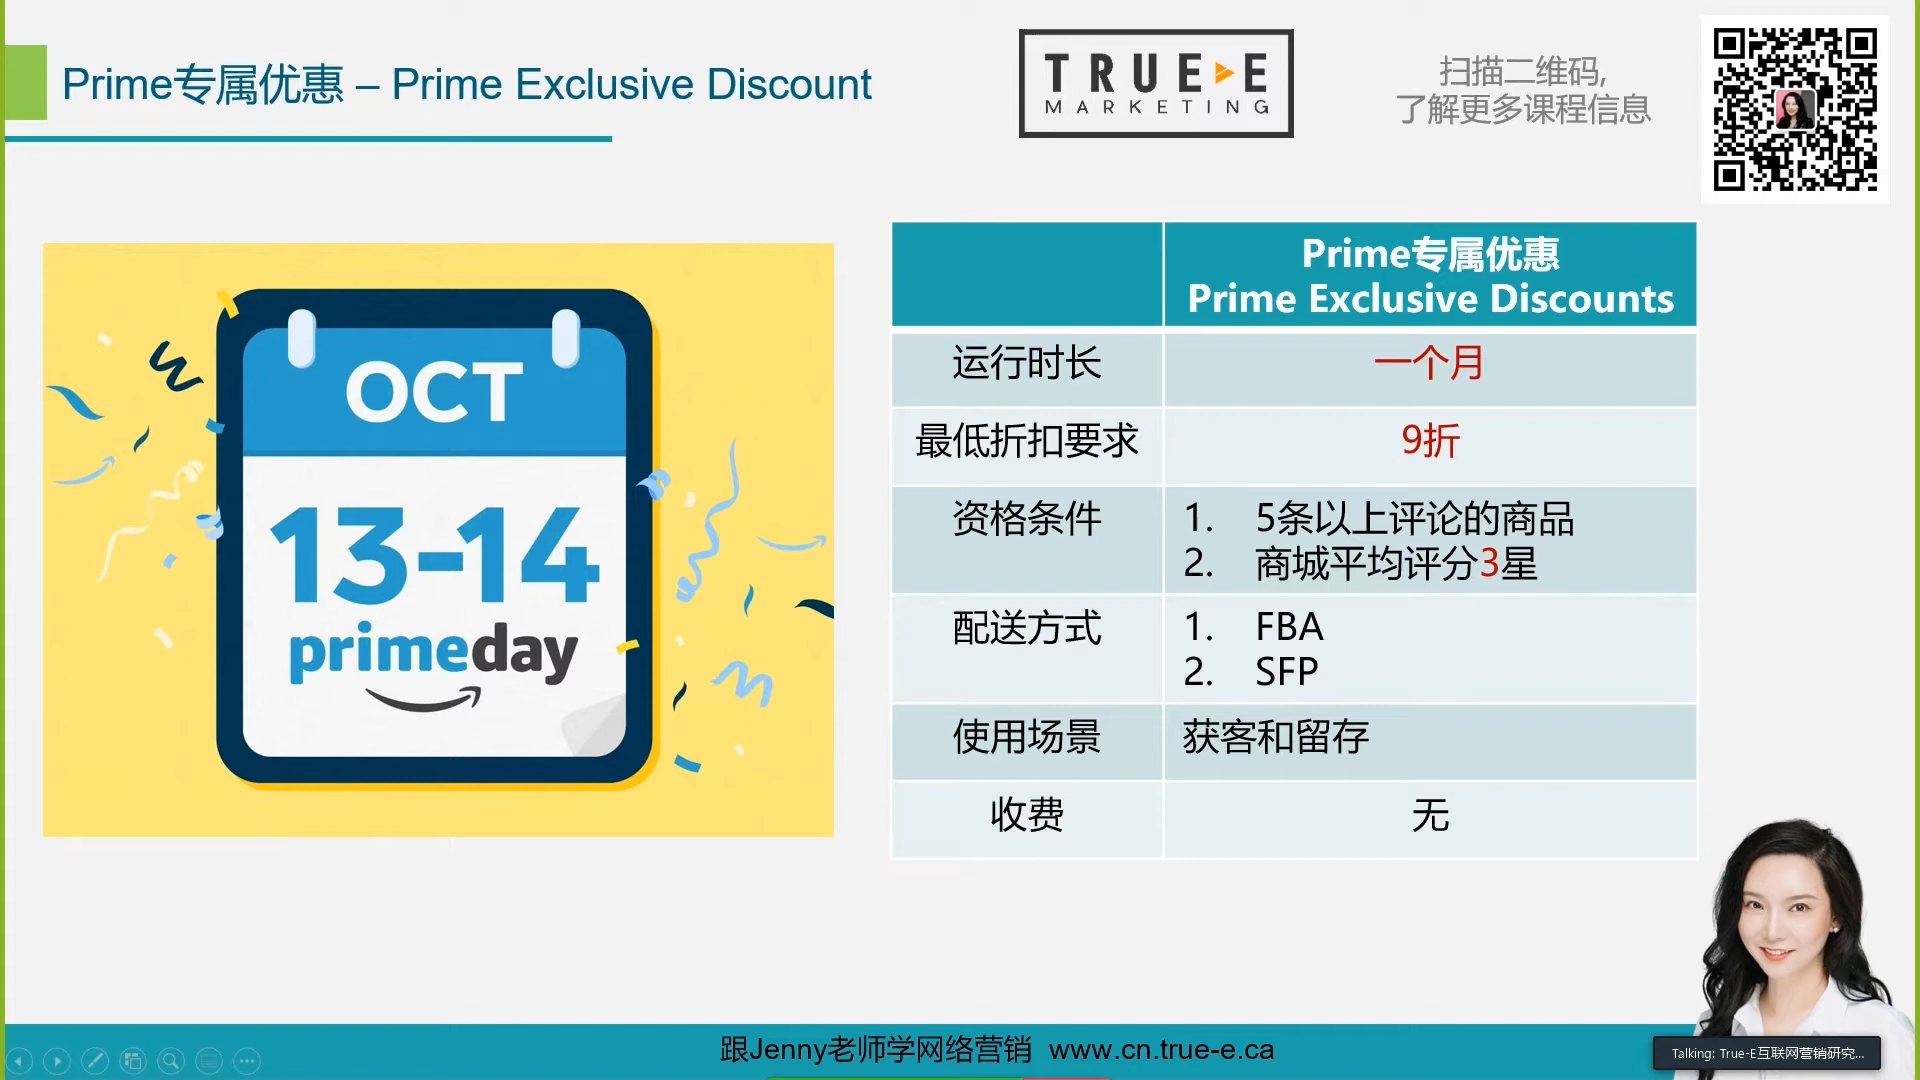 Prime专属优惠 – Prime Exclusive Discount
TRUE E
MARKETING
扫描二维码,
了解更多课程信息
OCT
13-14
primeday
Prime专属优惠
Prime Exclusive Discounts
运行时长 一个月
最低折扣要求 9折
资格条件 1. 5条以上评论的商品
2. 商城平均评分3星
配送方式 1. FBA
2. SFP
使用场景 获客和留存
收费 无
跟Jenny老师学网络营销 www.cn.true-e.ca
Talking: True-E互联网营销研究...